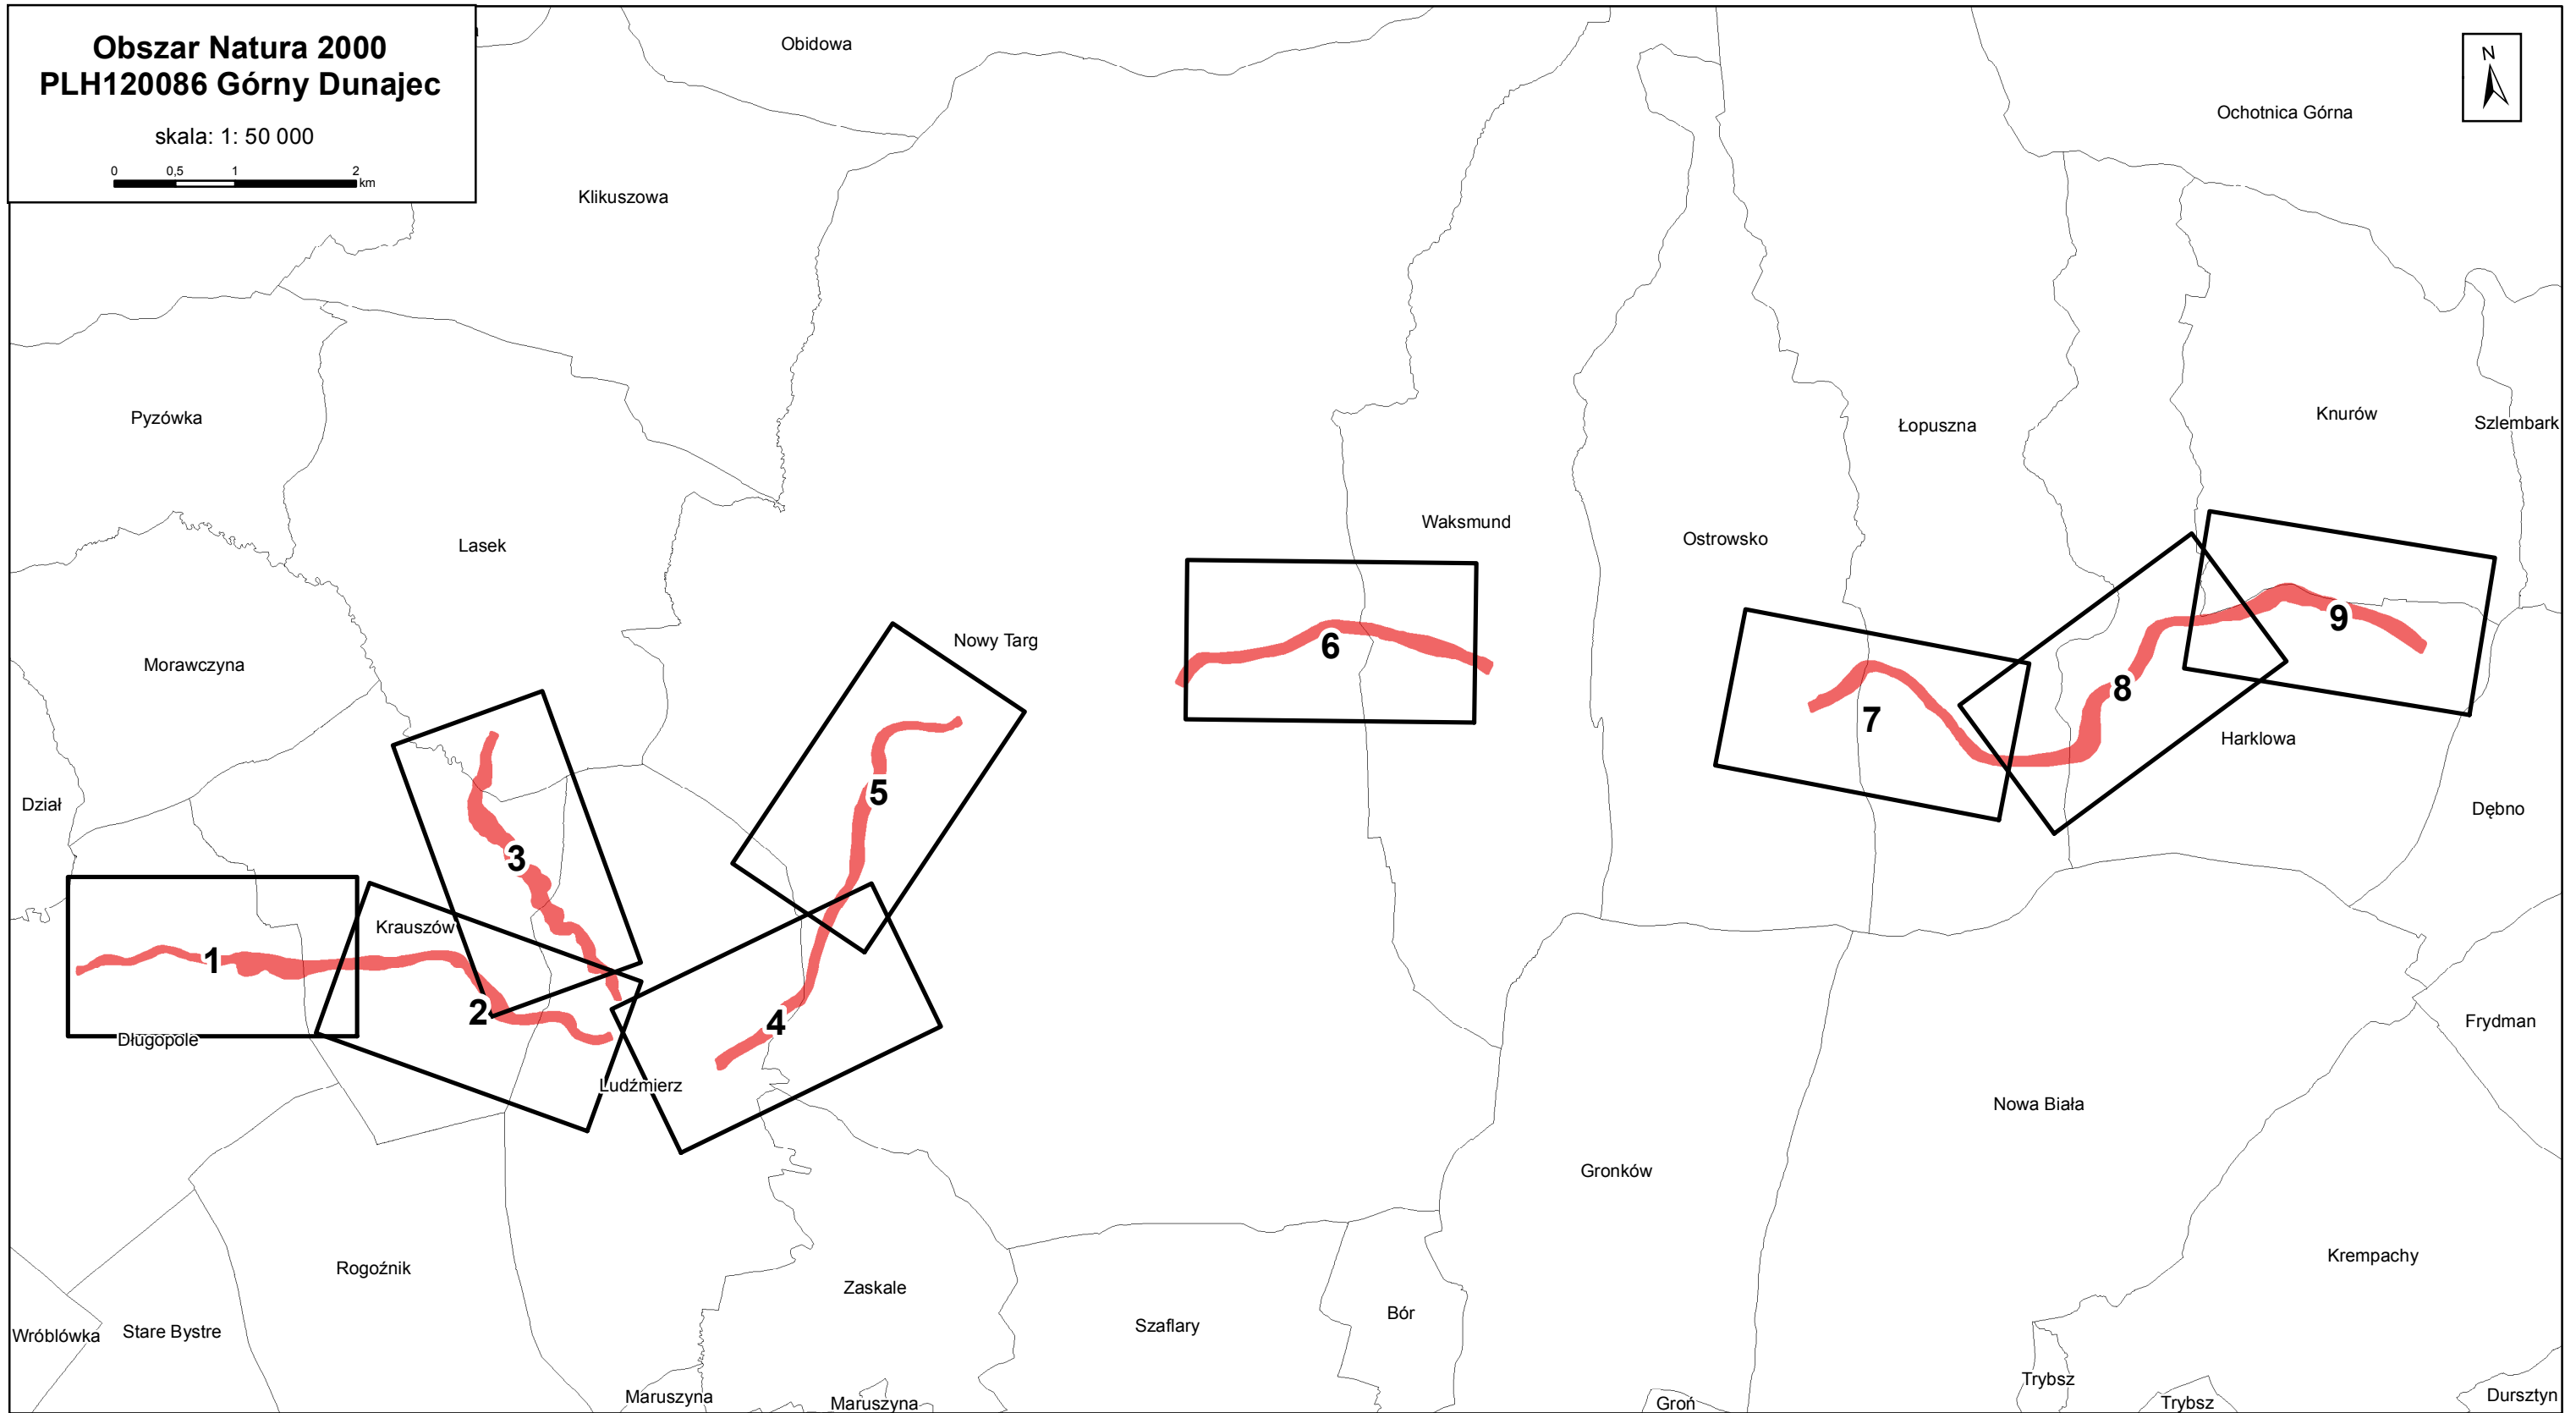 Obszar Natura 2000
PLH120086 Górny Dunajec
skala: 1: 50 000
0 0,5 1 2
km
N
Obidowa
Ochotnica Górna
Klikuszowa
Pyzówka
Knurów
Szlembark
Łopuszna
Waksmund
Ostrowsko
Lasek
Nowy Targ
Morawczyna
Harklowa
Dział
Dębno
Krauszów
Długopole
Ludźmierz
1
2
3
4
5
6
7
8
9
Frydman
Nowa Biała
Gronków
Krempachy
Rogoźnik
Zaskale
Bór
Szaflary
Wróblówka
Stare Bystre
Trybsz
Maruszyna
Maruszyna
Groń
Trybsz
Dursztyn